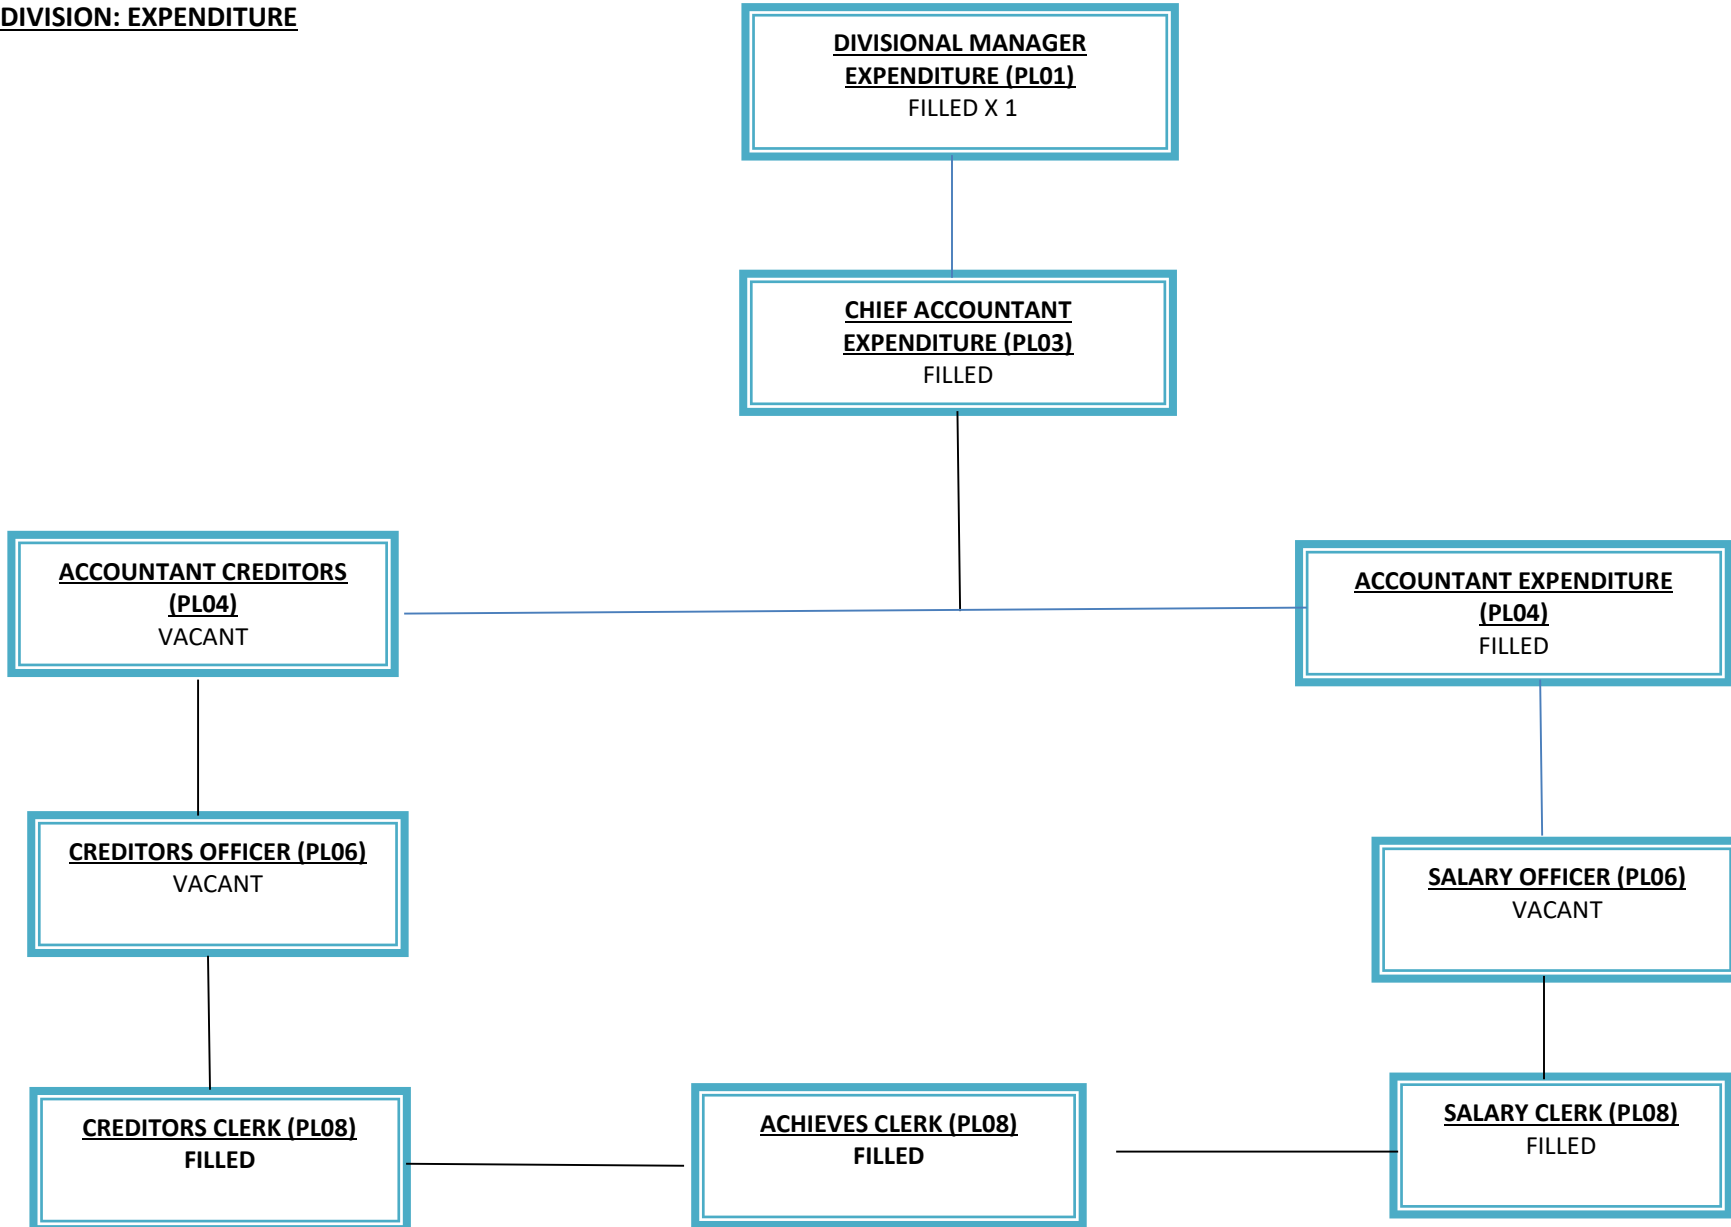 DIVISION: EXPENDITURE
DIVISIONAL MANAGER
EXPENDITURE (PL01)
FILLED X 1
CHIEF ACCOUNTANT
EXPENDITURE (PL03)
FILLED
ACCOUNTANT CREDITORS
(PL04)
VACANT
ACCOUNTANT EXPENDITURE
(PL04)
FILLED
CREDITORS OFFICER (PL06)
VACANT
SALARY OFFICER (PL06)
VACANT
CREDITORS CLERK (PL08)
FILLED
ACHIEVES CLERK (PL08)
FILLED
SALARY CLERK (PL08)
FILLED